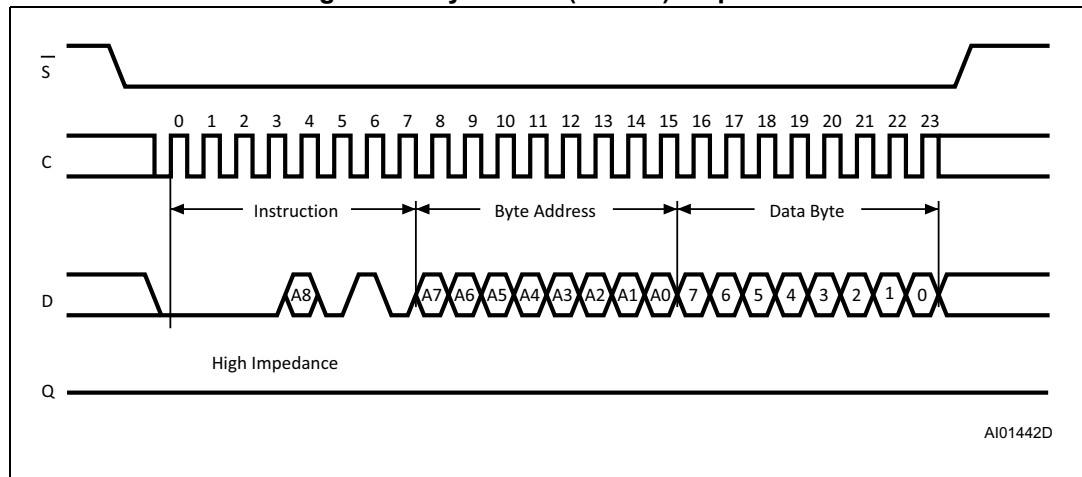 S
0 1 2 3 4 5 6 7 8 9 10 11 12 13 14 15 16 17 18 19 20 21 22 23
C
Instruction Byte Address Data Byte
D A8 A7 A6 A5 A4 A3 A2 A1 A0 7 6 5 4 3 2 1 0
High Impedance
Q
AI01442D